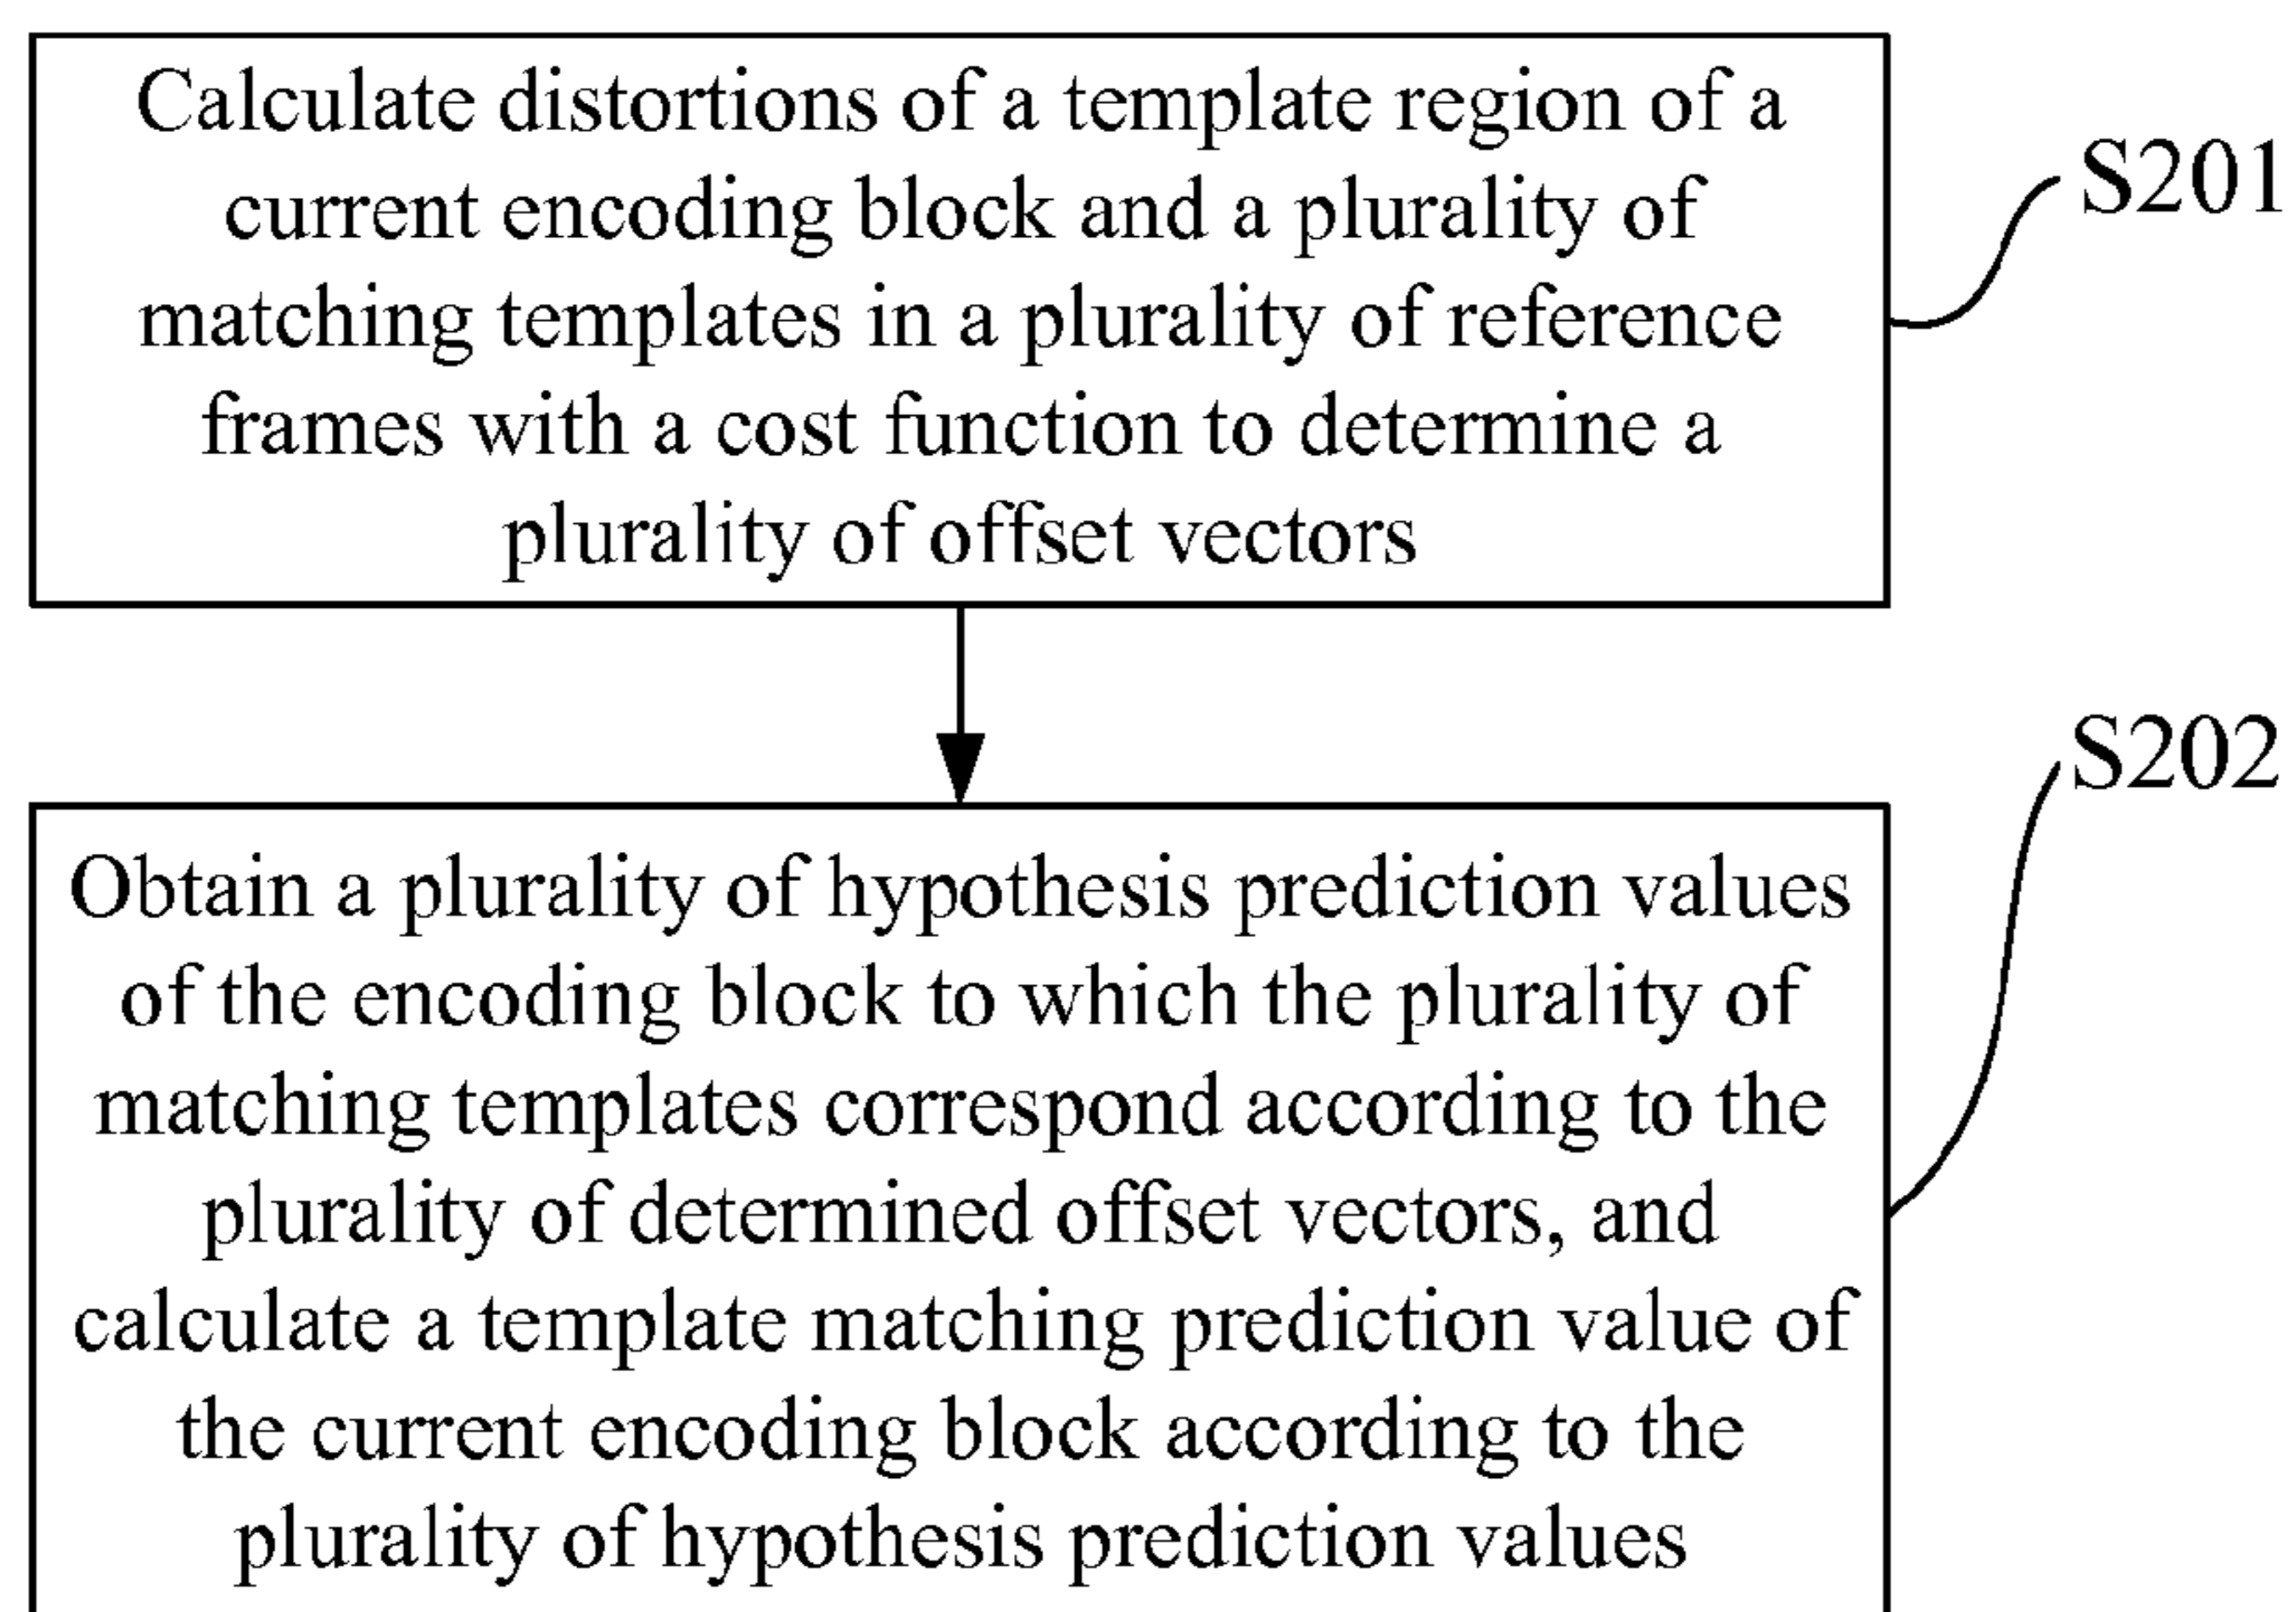 Calculate distortions of a template region of a
current encoding block and a plurality of
matching templates in a plurality of reference
frames with a cost function to determine a
plurality of offset vectors
S201
Obtain a plurality of hypothesis prediction values
of the encoding block to which the plurality of
matching templates correspond according to the
plurality of determined offset vectors, and
calculate a template matching prediction value of
the current encoding block according to the
plurality of hypothesis prediction values
S202